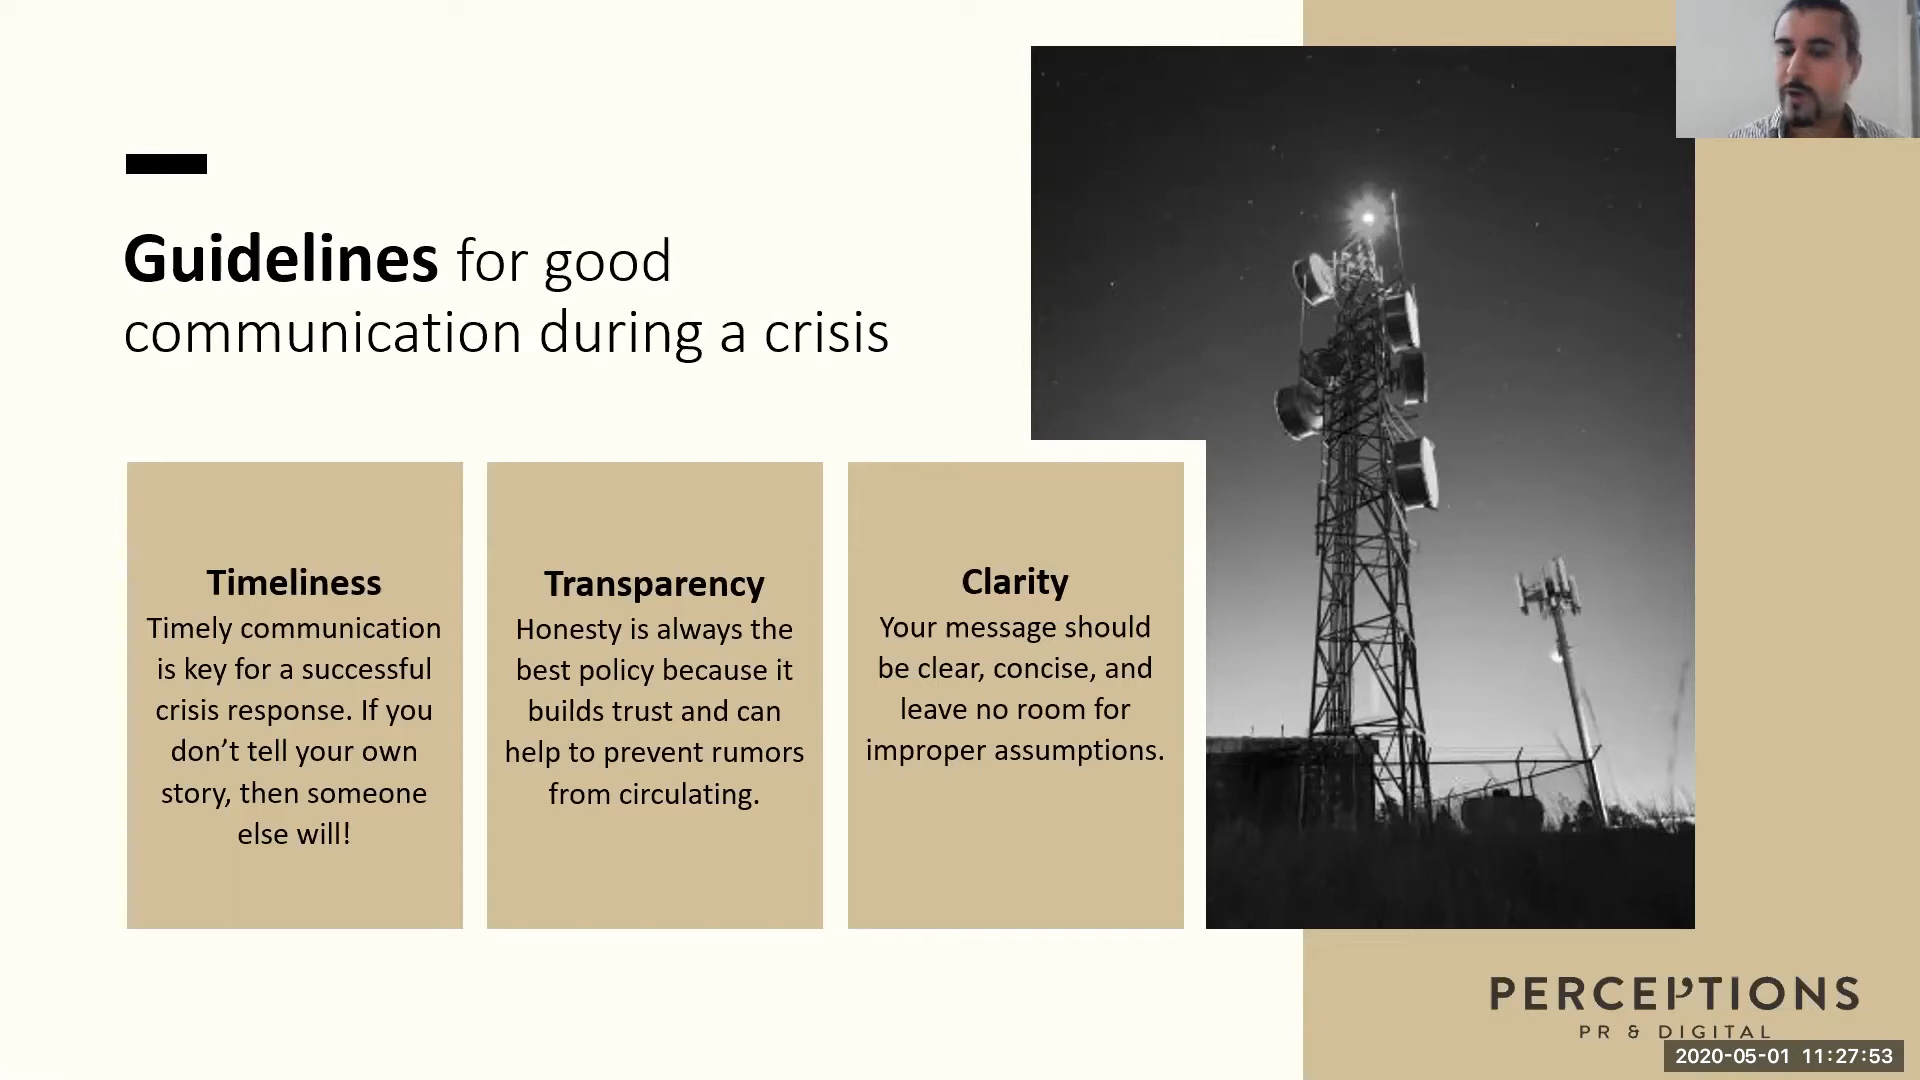 Guidelines for good
communication during a crisis
Timeliness
Timely communication
is key for a successful
crisis response. If you
don’t tell your own
story, then someone
else will!
Transparency
Honesty is always the
best policy because it
builds trust and can
help to prevent rumors
from circulating.
Clarity
Your message should
be clear, concise, and
leave no room for
improper assumptions.
PERCEPTIONS
PR & DIGITAL
2020-05-01 11:27:53